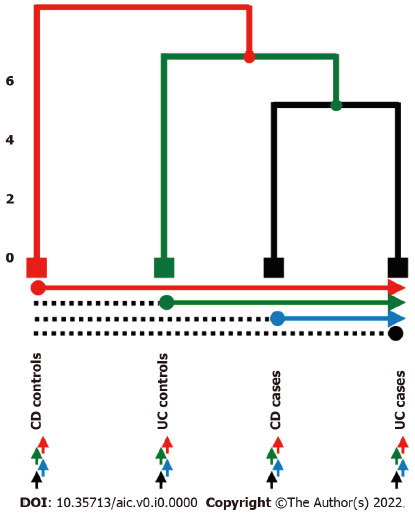 6
4
2
0
CD controls
UC controls
CD cases
UC cases
DOI: 10.35713/aic.v0.i0.0000 Copyright ©The Author(s) 2022.